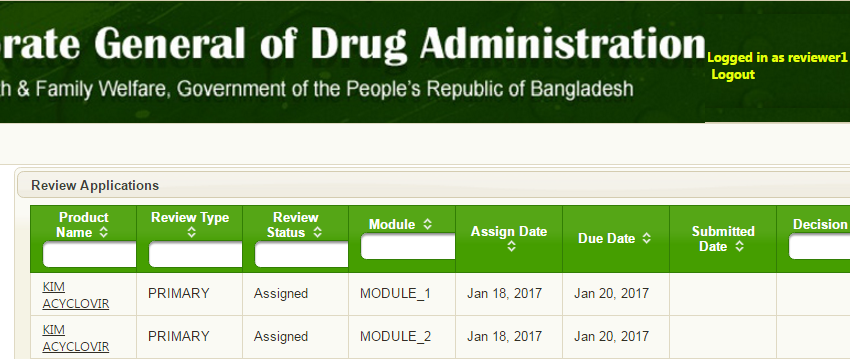 orate General of Drug Administration
th & Family Welfare, Government of the People's Republic of Bangladesh
Logged in as reviewer1
Logout
Review Applications
Product Name Review Type Review Status Module Assign Date Due Date Submitted Date Decision
KIM ACYCLOVIR PRIMARY Assigned MODULE_1 Jan 18, 2017 Jan 20, 2017
KIM ACYCLOVIR PRIMARY Assigned MODULE_2 Jan 18, 2017 Jan 20, 2017